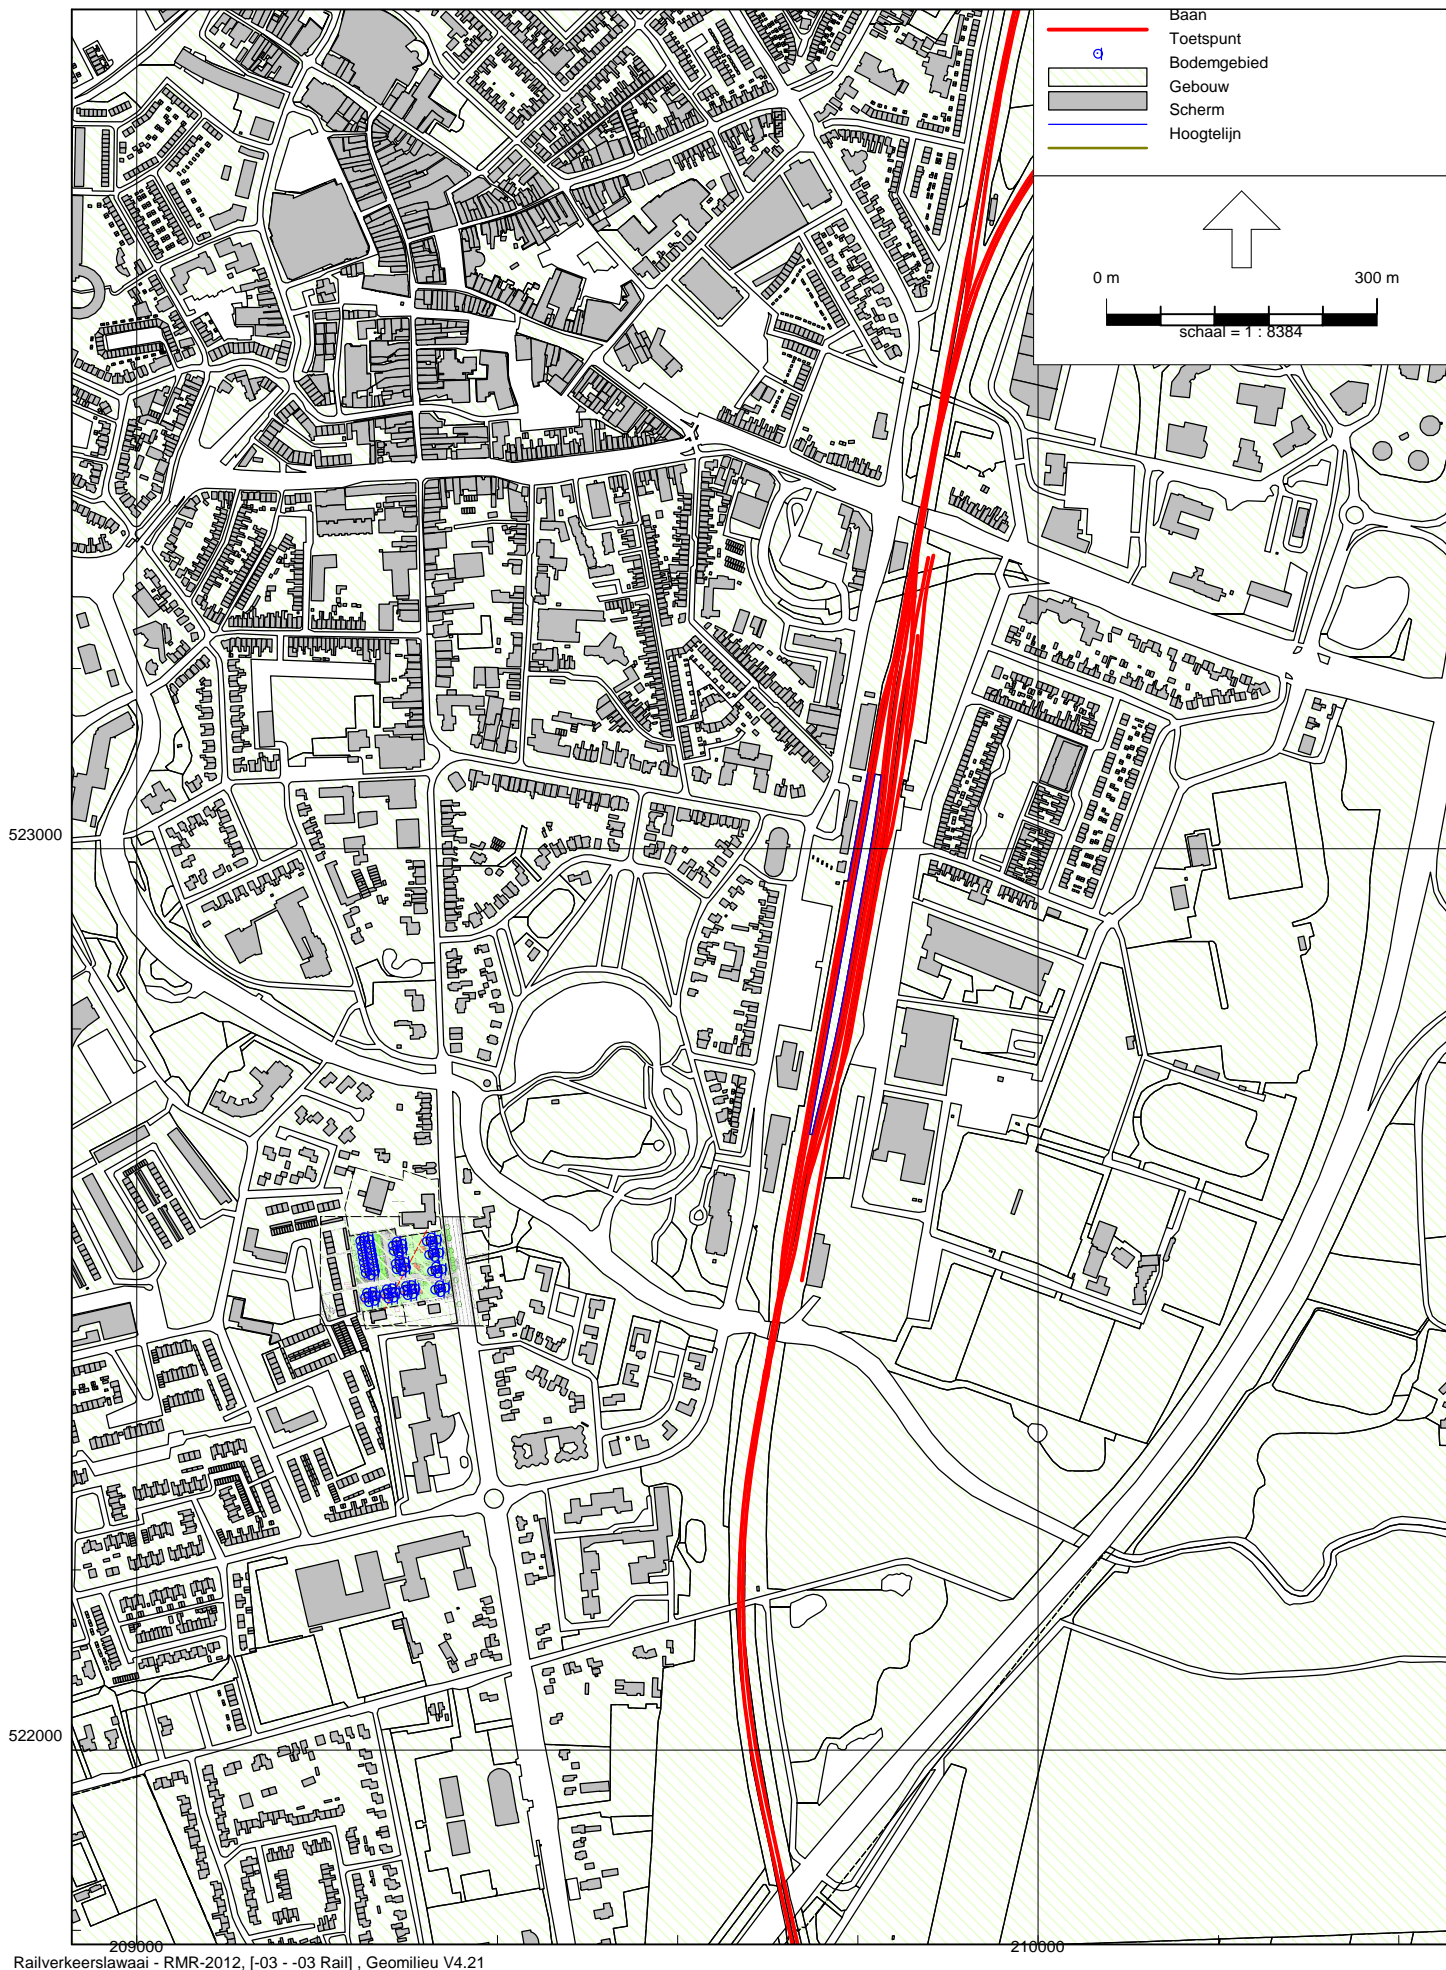 Baan
Toetspunt
Bodemgebied
Gebouw
Scherm
Hoogtelijn
0 m
300 m
schaal = 1 : 8384
523000
522000
209000
210000
Railverkeerslawaai - RMR-2012, [-03 - -03 Rail] , Geomilieu V4.21